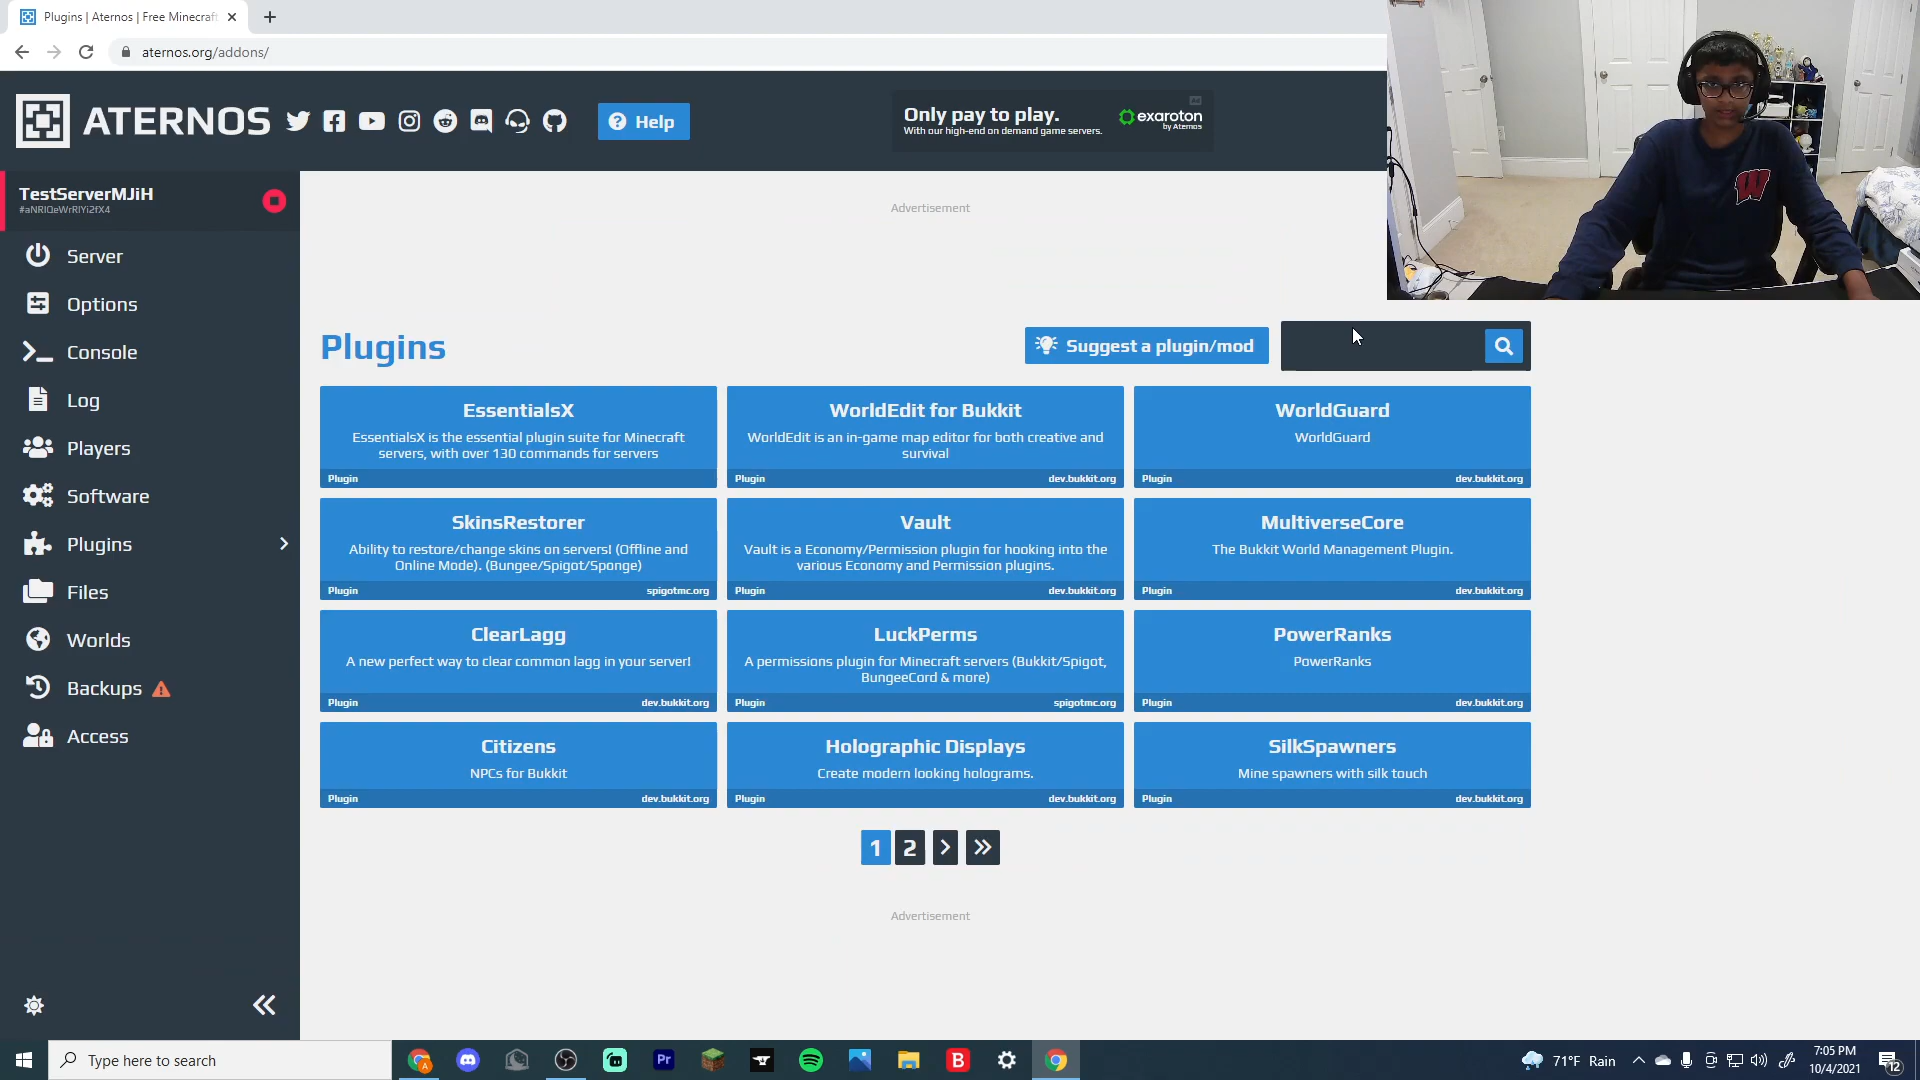 Plugins | Aternos | Free Minecraf
aternos.org/addons/
ATERNOS
Help
Only pay to play.
With our high-end on demand game servers.
Ad
exaroton
by Aternos
TestServerMJiH
Server
Options
Console
Log
Players
Software
Plugins
Files
Worlds
Backups
Access
Advertisement
Plugins
Suggest a plugin/mod
EssentialsX
EssentialsX is the essential plugin suite for Minecraft
servers, with over 130 commands for servers
Plugin
WorldEdit for Bukkit
WorldEdit is an in-game map editor for both creative and
survival
Plugin
dev.bukkit.org
WorldGuard
WorldGuard
Plugin
dev.bukkit.org
SkinsRestorer
Ability to restore/change skins on servers! (Offline and
Online Mode). (Bungee/Spigot/Sponge)
Plugin
spigotmc.org
Vault
Vault is a Economy/Permission plugin for hooking into the
various Economy and Permission plugins.
Plugin
dev.bukkit.org
MultiverseCore
The Bukkit World Management Plugin.
Plugin
dev.bukkit.org
ClearLagg
A new perfect way to clear common lagg in your server!
Plugin
dev.bukkit.org
LuckPerms
A permissions plugin for Minecraft servers (Bukkit/Spigot,
BungeeCord & more)
Plugin
spigotmc.org
PowerRanks
PowerRanks
Plugin
dev.bukkit.org
Citizens
NPCs for Bukkit
Plugin
dev.bukkit.org
Holographic Displays
Create modern looking holograms.
Plugin
dev.bukkit.org
SilkSpawners
Mine spawners with silk touch
Plugin
dev.bukkit.org
1
2
Advertisement
W
Type here to search
A
Pr
B
71°F Rain
7:05 PM
10/4/2021
12